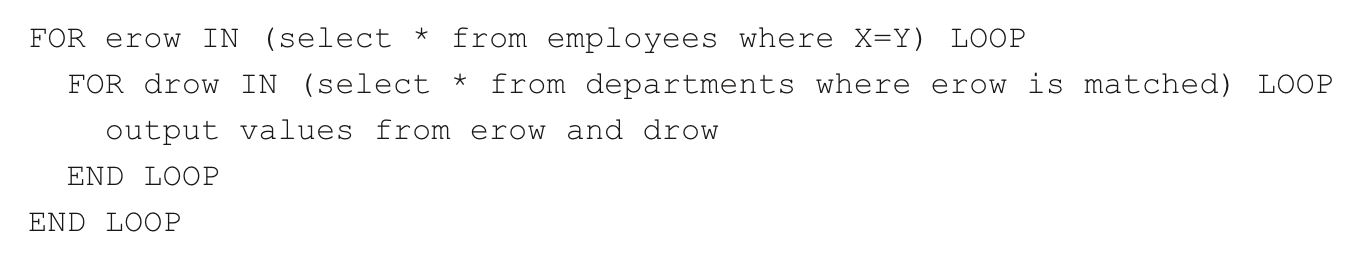 FOR erow IN (select * from employees where X=Y) LOOP
  FOR drow IN (select * from departments where erow is matched) LOOP
    output values from erow and drow
  END LOOP
END LOOP